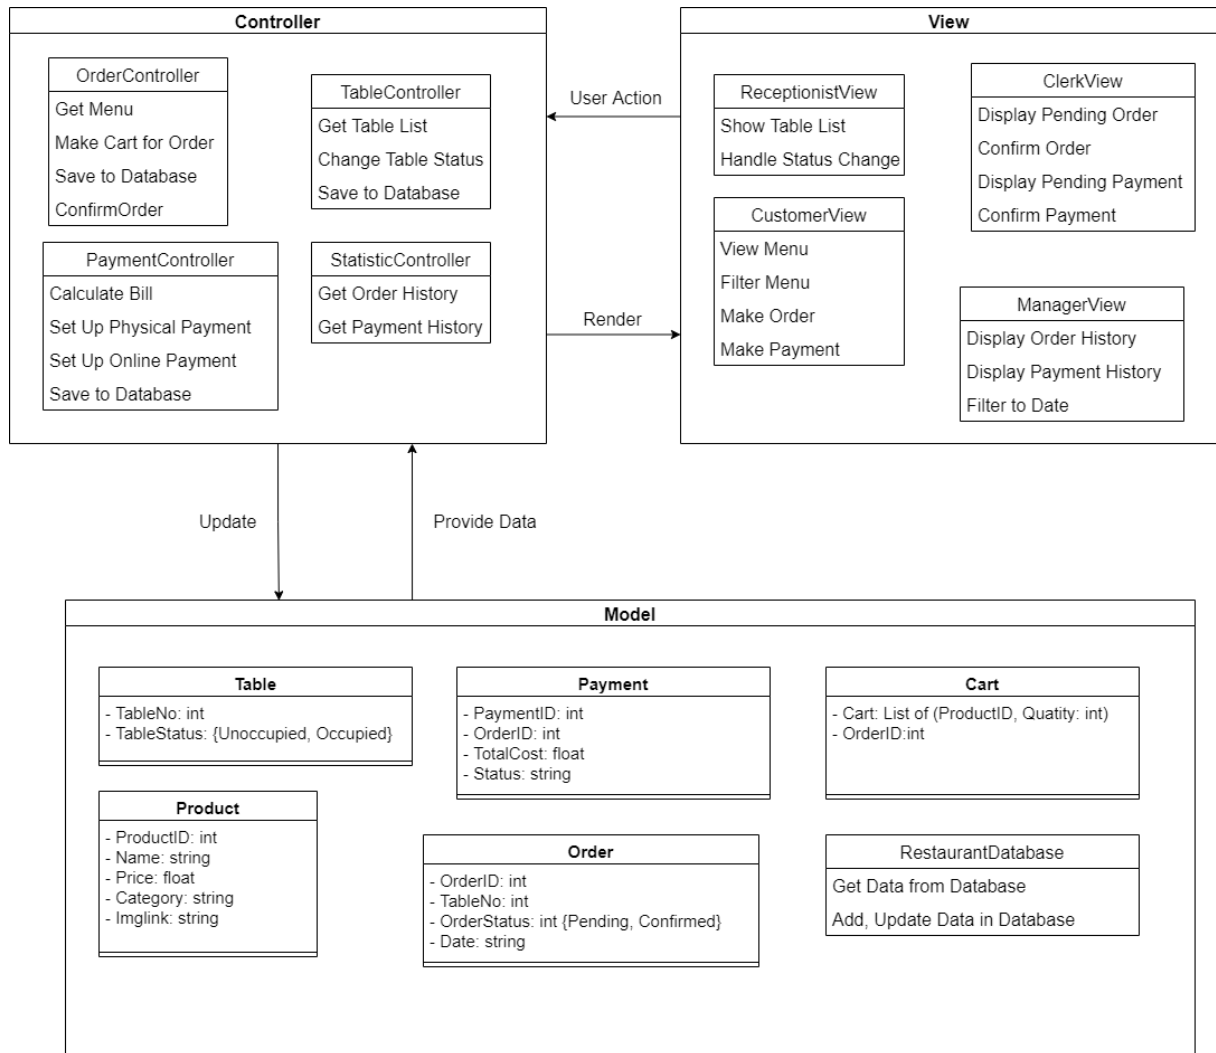 Controller
OrderController
Get Menu
Make Cart for Order
Save to Database
ConfirmOrder
TableController
Get Table List
Change Table Status
Save to Database
PaymentController
Calculate Bill
Set Up Physical Payment
Set Up Online Payment
Save to Database
StatisticController
Get Order History
Get Payment History
User Action
Render
View
ReceptionistView
Show Table List
Handle Status Change
CustomerView
View Menu
Filter Menu
Make Order
Make Payment
ClerkView
Display Pending Order
Confirm Order
Display Pending Payment
Confirm Payment
ManagerView
Display Order History
Display Payment History
Filter to Date
Update
Provide Data
Model
Table
- TableNo: int
- TableStatus: {Unoccupied, Occupied}
Payment
- PaymentID: int
- OrderID: int
- TotalCost: float
- Status: string
Cart
- Cart: List of (ProductID, Quatity: int)
- OrderID:int
Product
- ProductID: int
- Name: string
- Price: float
- Category: string
- Imglink: string
Order
- OrderID: int
- TableNo: int
- OrderStatus: int {Pending, Confirmed}
- Date: string
RestaurantDatabase
Get Data from Database
Add, Update Data in Database